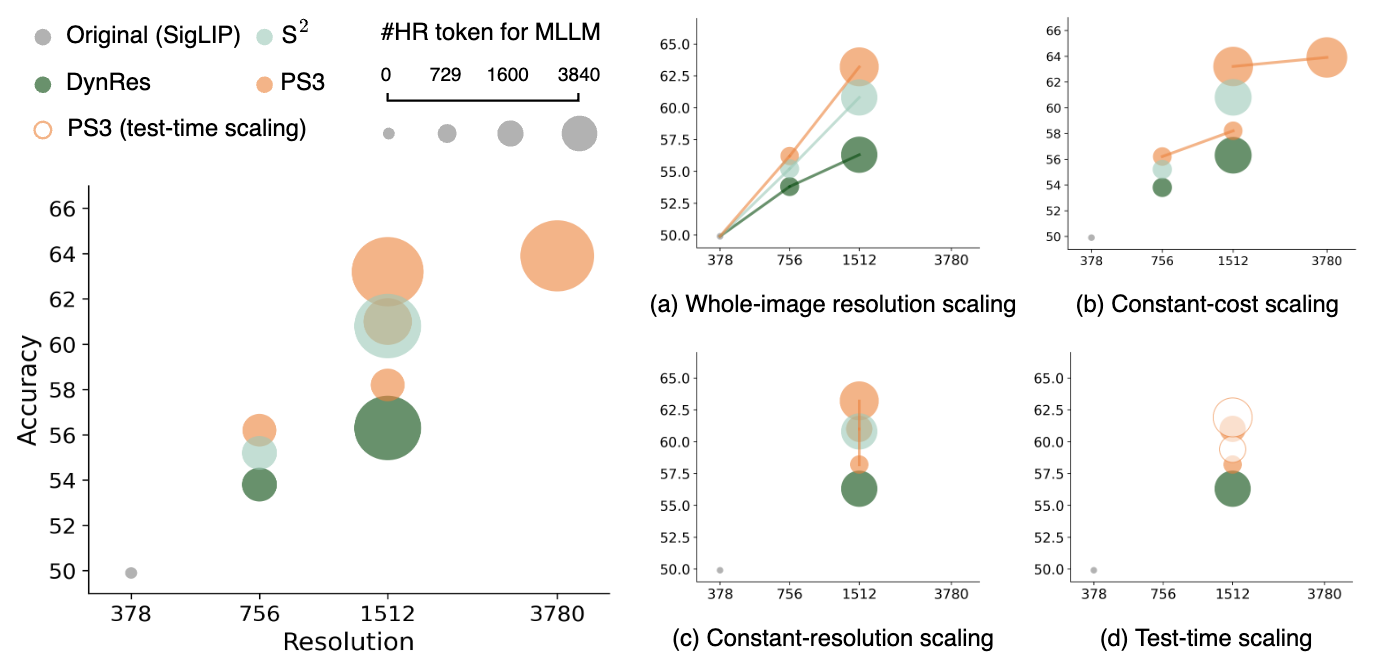 Original (SigLIP) S²
DynRes PS3
PS3 (test-time scaling)
#HR token for MLLM
0 729 1600 3840
66
64
62
60
58
56
54
52
50
Accuracy
378 756 1512 3780
Resolution
65.0
62.5
60.0
57.5
55.0
52.5
50.0
378 756 1512 3780
(a) Whole-image resolution scaling
66
64
62
60
58
56
54
52
50
378 756 1512 3780
(b) Constant-cost scaling
65.0
62.5
60.0
57.5
55.0
52.5
50.0
378 756 1512 3780
(c) Constant-resolution scaling
65.0
62.5
60.0
57.5
55.0
52.5
50.0
378 756 1512 3780
(d) Test-time scaling